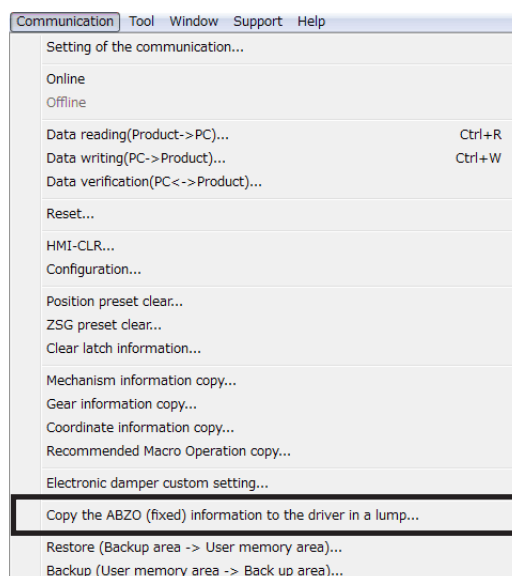 Communication Tool Window Support Help
Setting of the communication...
Online
Offline
Data reading(Product->PC)... Ctrl+R
Data writing(PC->Product)... Ctrl+W
Data verification(PC<->Product)...
Reset...
HMI-CLR...
Configuration...
Position preset clear...
ZSG preset clear...
Clear latch information...
Mechanism information copy...
Gear information copy...
Coordinate information copy...
Recommended Macro Operation copy...
Electronic damper custom setting...
Copy the ABZO (fixed) information to the driver in a lump...
Restore (Backup area -> User memory area)...
Backup (User memory area -> Back up area)...